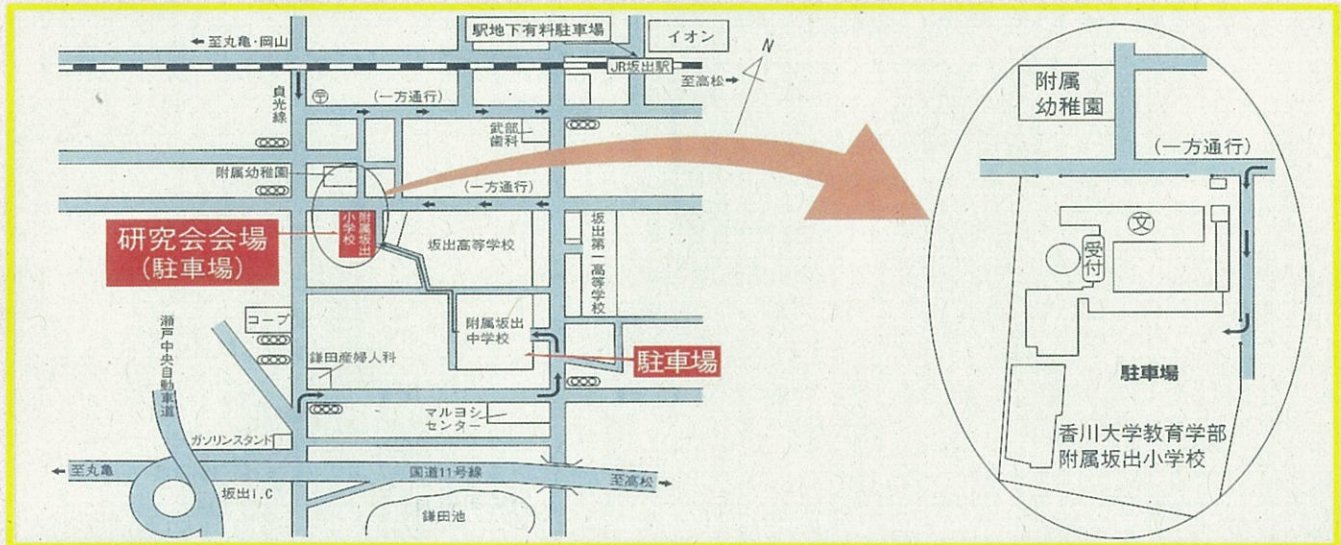 駅地下有料駐車場
イオン
←至丸亀・岡山
JR坂出駅
至高松→
N
貞光線
〒
(一方通行)
武部
歯科
附属幼稚園
(一方通行)
研究会会場
(駐車場)
附属坂出
小学校
坂出高等学校
坂出第一高等学校
コープ
瀬戸中央自動車道
附属坂出
中学校
鎌田産婦人科
駐車場
マルヨシ
センター
ガソリンスタンド
←至丸亀
国道11号線
至高松→
坂出I.C
鎌田池
附属
幼稚園
(一方通行)
文
受付
駐車場
香川大学教育学部
附属坂出小学校